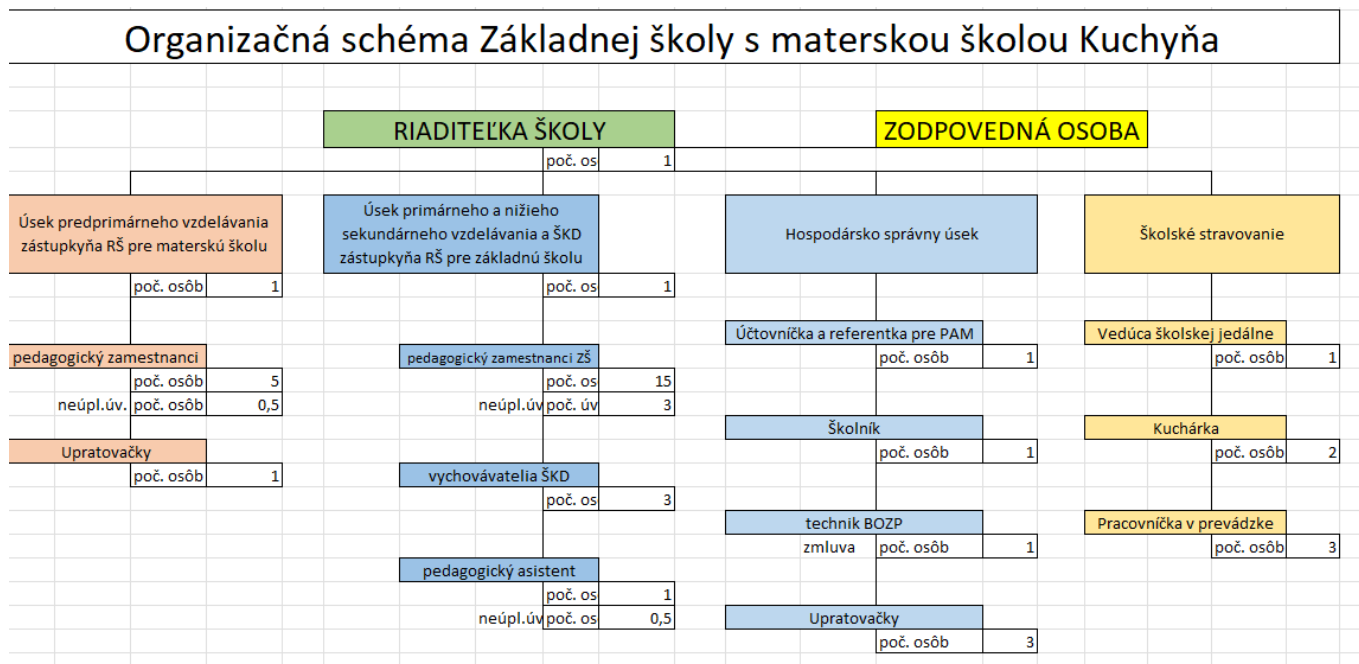 Organizačná schéma Základnej školy s materskou školou Kuchyňa
RIADITEĽKA ŠKOLY
poč. os 1
ZODPOVEDNÁ OSOBA
Úsek predprimárneho vzdelávania
zástupkyňa RŠ pre materskú školu
poč. osôb 1
pedagogický zamestnanci
poč. osôb 5
neúpl.úv. poč. osôb 0,5
Upratovačky
poč. osôb 1
Úsek primárneho a nižieho
sekundárneho vzdelávania a ŠKD
zástupkyňa RŠ pre základnú školu
poč. os 1
pedagogický zamestnanci ZŠ
poč. os 15
neúpl.úv poč. úv 3
vychovávatelia ŠKD
poč. os 3
pedagogický asistent
poč. os 1
neúpl.úv poč. os 0,5
Hospodársko správny úsek
Účtovníčka a referentka pre PAM
poč. osôb 1
Školník
poč. osôb 1
technik BOZP
zmluva poč. osôb 1
Upratovačky
poč. osôb 3
Školské stravovanie
Vedúca školskej jedálne
poč. osôb 1
Kuchárka
poč. osôb 2
Pracovníčka v prevádzke
poč. osôb 3